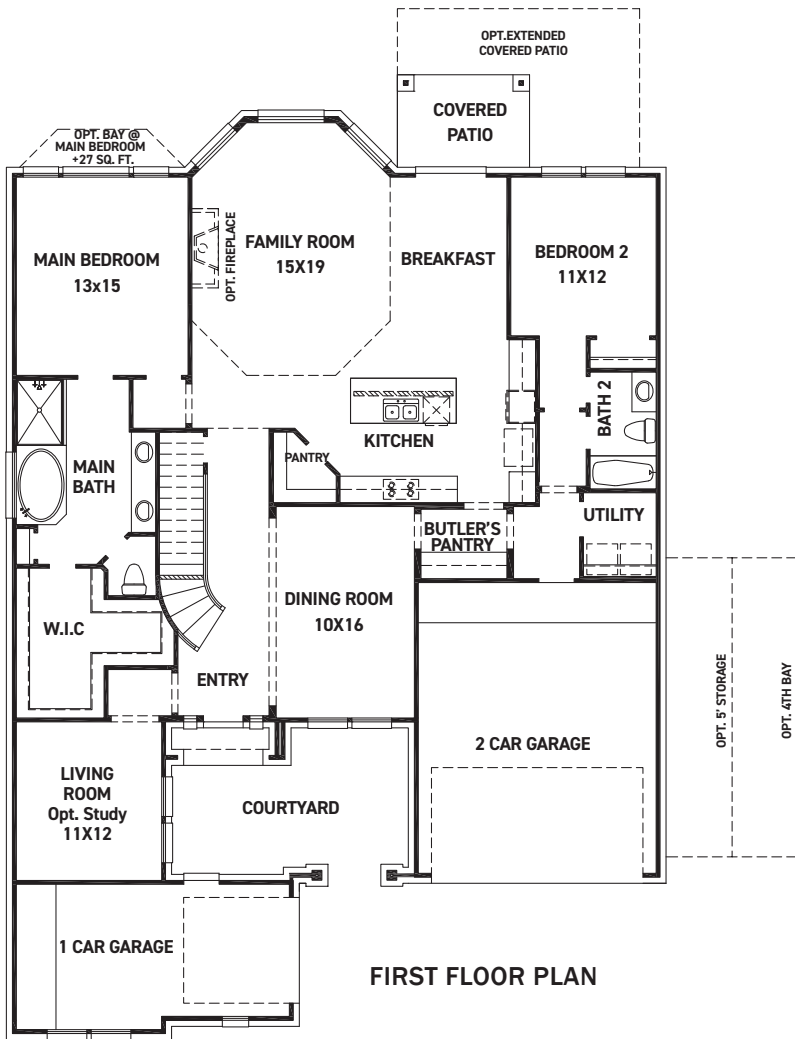 OPT.EXTENDED
COVERED PATIO
COVERED
PATIO
OPT. BAY @
MAIN BEDROOM
+27 SQ. FT.
MAIN BEDROOM
13x15
OPT. FIREPLACE
FAMILY ROOM
15X19
BREAKFAST
BEDROOM 2
11X12
BATH 2
KITCHEN
PANTRY
MAIN
BATH
UTILITY
BUTLER'S
PANTRY
DINING ROOM
10X16
W.I.C
ENTRY
OPT. 5' STORAGE
OPT. 4TH BAY
2 CAR GARAGE
LIVING
ROOM
Opt. Study
11X12
COURTYARD
1 CAR GARAGE
FIRST FLOOR PLAN